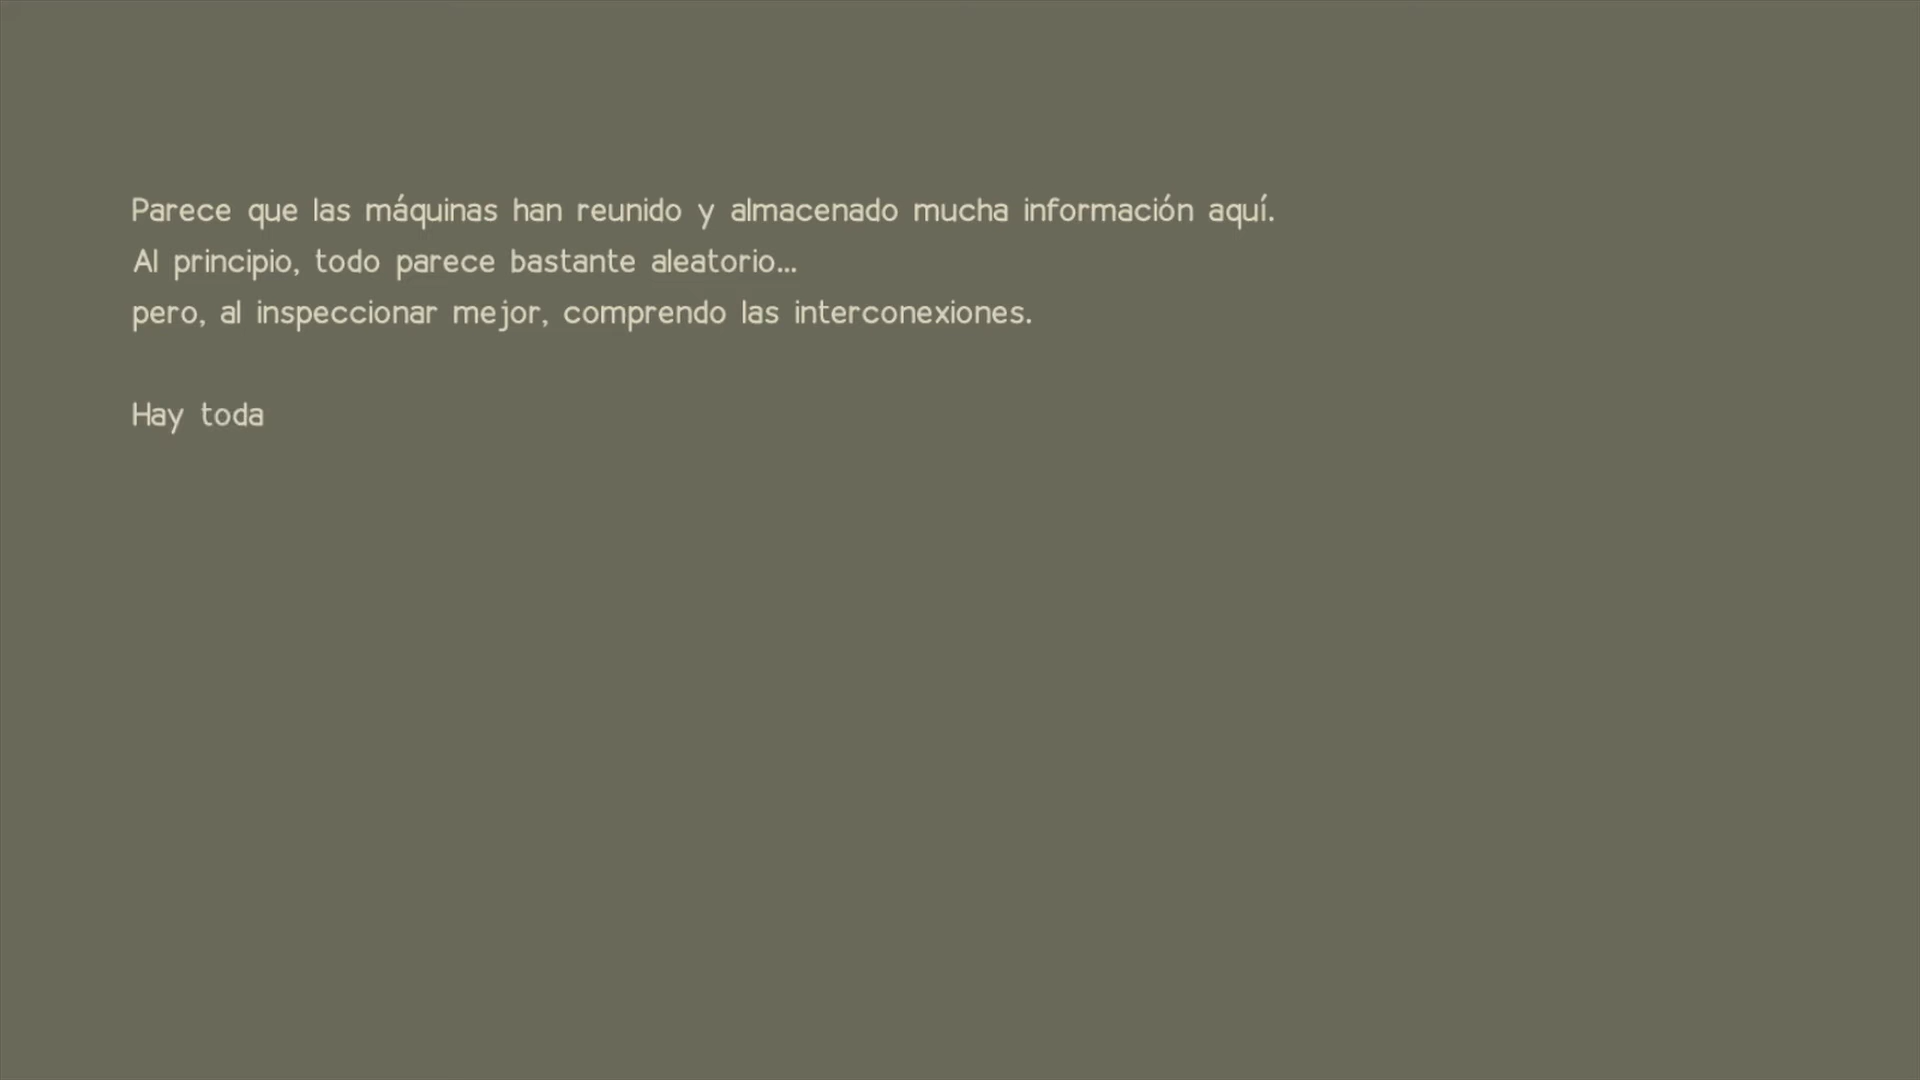 Parece que las máquinas han reunido y almacenado mucha información aquí.
Al principio, todo parece bastante aleatorio...
pero, al inspeccionar mejor, comprendo las interconexiones.
Hay toda